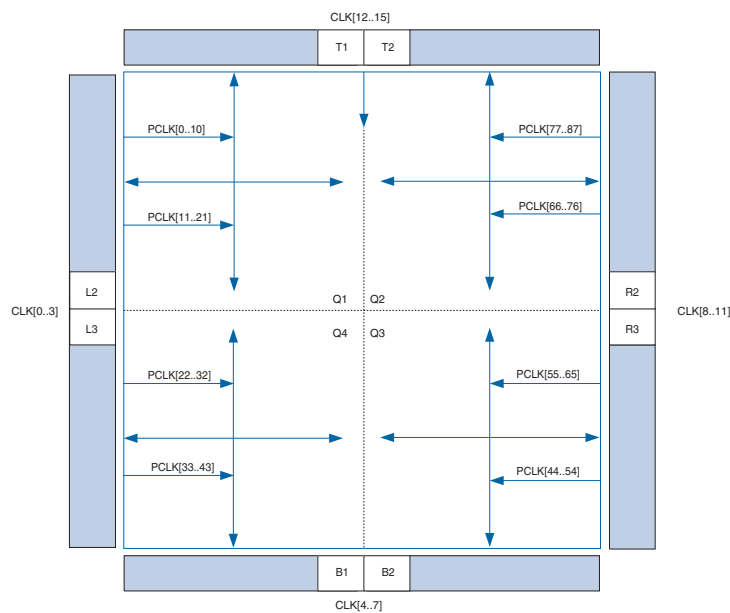 CLK[12..15]
T1 T2
PCLK[0..10] PCLK[77..87]
PCLK[11..21] PCLK[66..76]
L2 R2
Q1 Q2
CLK[0..3] CLK[8..11]
L3 R3
Q4 Q3
PCLK[22..32] PCLK[55..65]
PCLK[33..43] PCLK[44..54]
B1 B2
CLK[4..7]